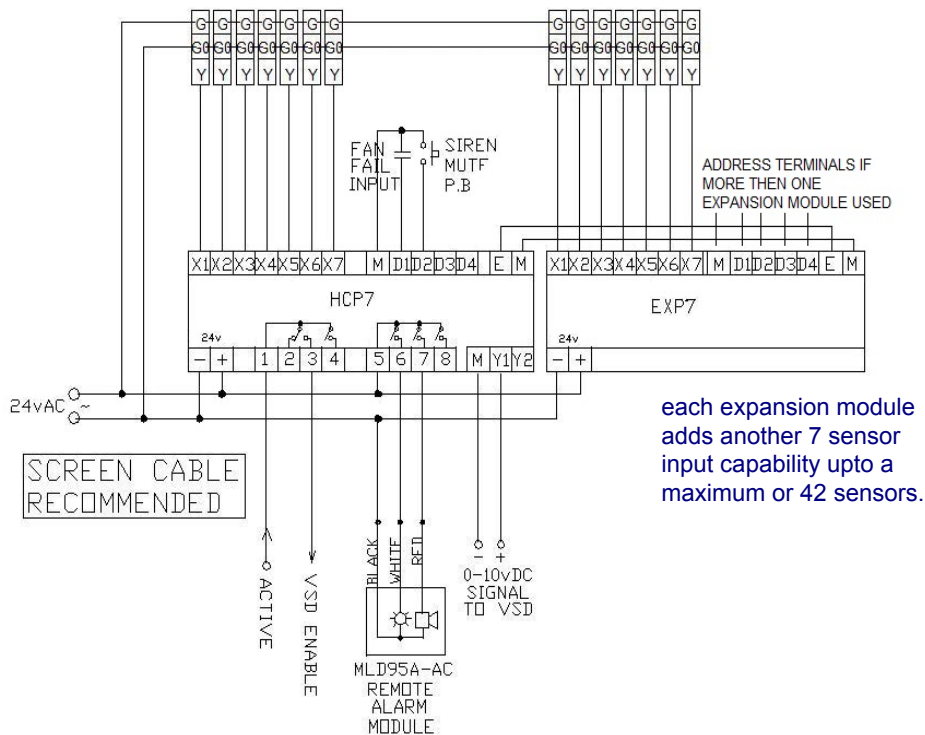 G G G G G G G G G G G G G G
G0 G0 G0 G0 G0 G0 G0 G0 G0 G0 G0 G0 G0 G0
Y Y Y Y Y Y Y Y Y Y Y Y Y Y
FAN
FAIL
INPUT
SIREN
MUTF
P.B
ADDRESS TERMINALS IF
MORE THEN ONE
EXPANSION MODULE USED
X1 X2 X3 X4 X5 X6 X7 M D1 D2 D3 D4 E M
X1 X2 X3 X4 X5 X6 X7 M D1 D2 D3 D4 E M
HCP7
EXP7
24v
24v
- + 1 2 3 4 5 6 7 8 M Y1 Y2
- +
24vAC ~
each expansion module
adds another 7 sensor
input capability upto a
maximum or 42 sensors.
SCREEN CABLE
RECOMMENDED
ACTIVE
VSD ENABLE
BLACK
WHITF
RED
- +
0-10vDC
SIGNAL
TO VSD
MLD95A-AC
REMOTE
ALARM
MODULE